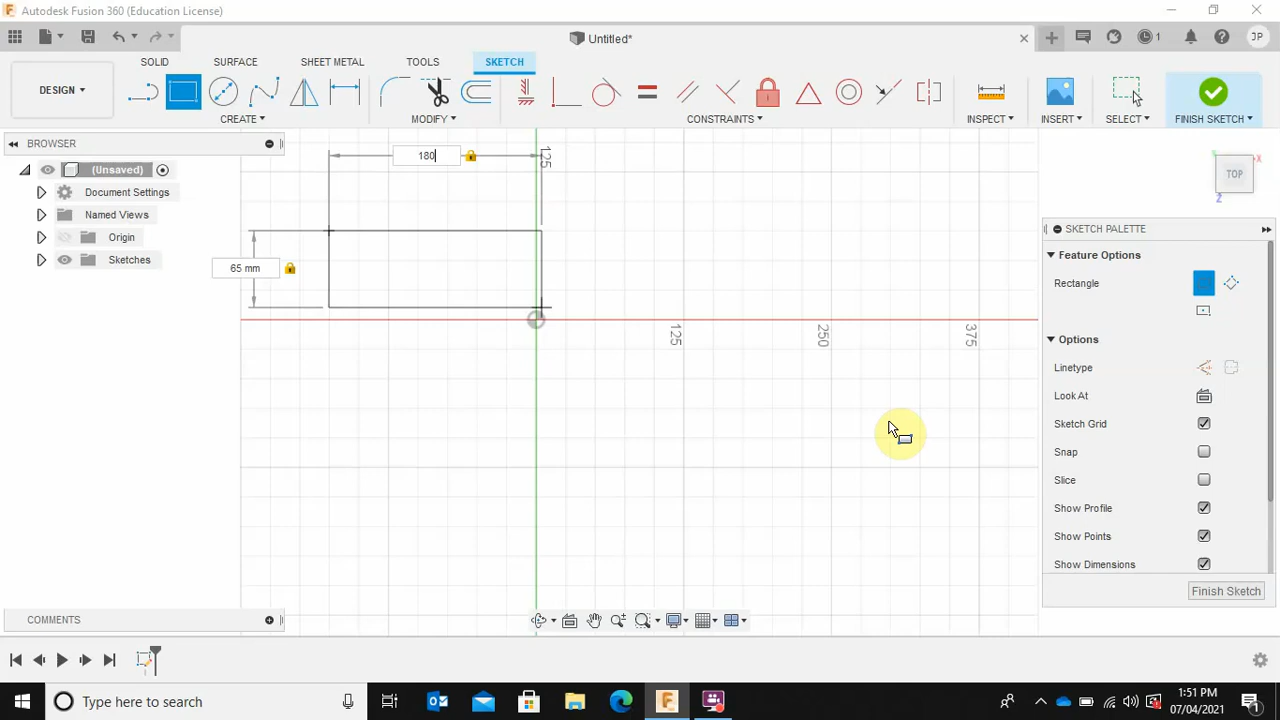 Autodesk Fusion 360 (Education License)
Untitled*
1
JP
SOLID
SURFACE
SHEET METAL
TOOLS
SKETCH
DESIGN
CREATE
MODIFY
CONSTRAINTS
INSPECT
INSERT
SELECT
FINISH SKETCH
BROWSER
(Unsaved)
Document Settings
Named Views
Origin
Sketches
180
125
65 mm
125
250
375
TOP
X
Z
SKETCH PALETTE
Feature Options
Rectangle
Options
Linetype
Look At
Sketch Grid
Snap
Slice
Show Profile
Show Points
Show Dimensions
Finish Sketch
COMMENTS
Type here to search
1:51 PM
07/04/2021
1